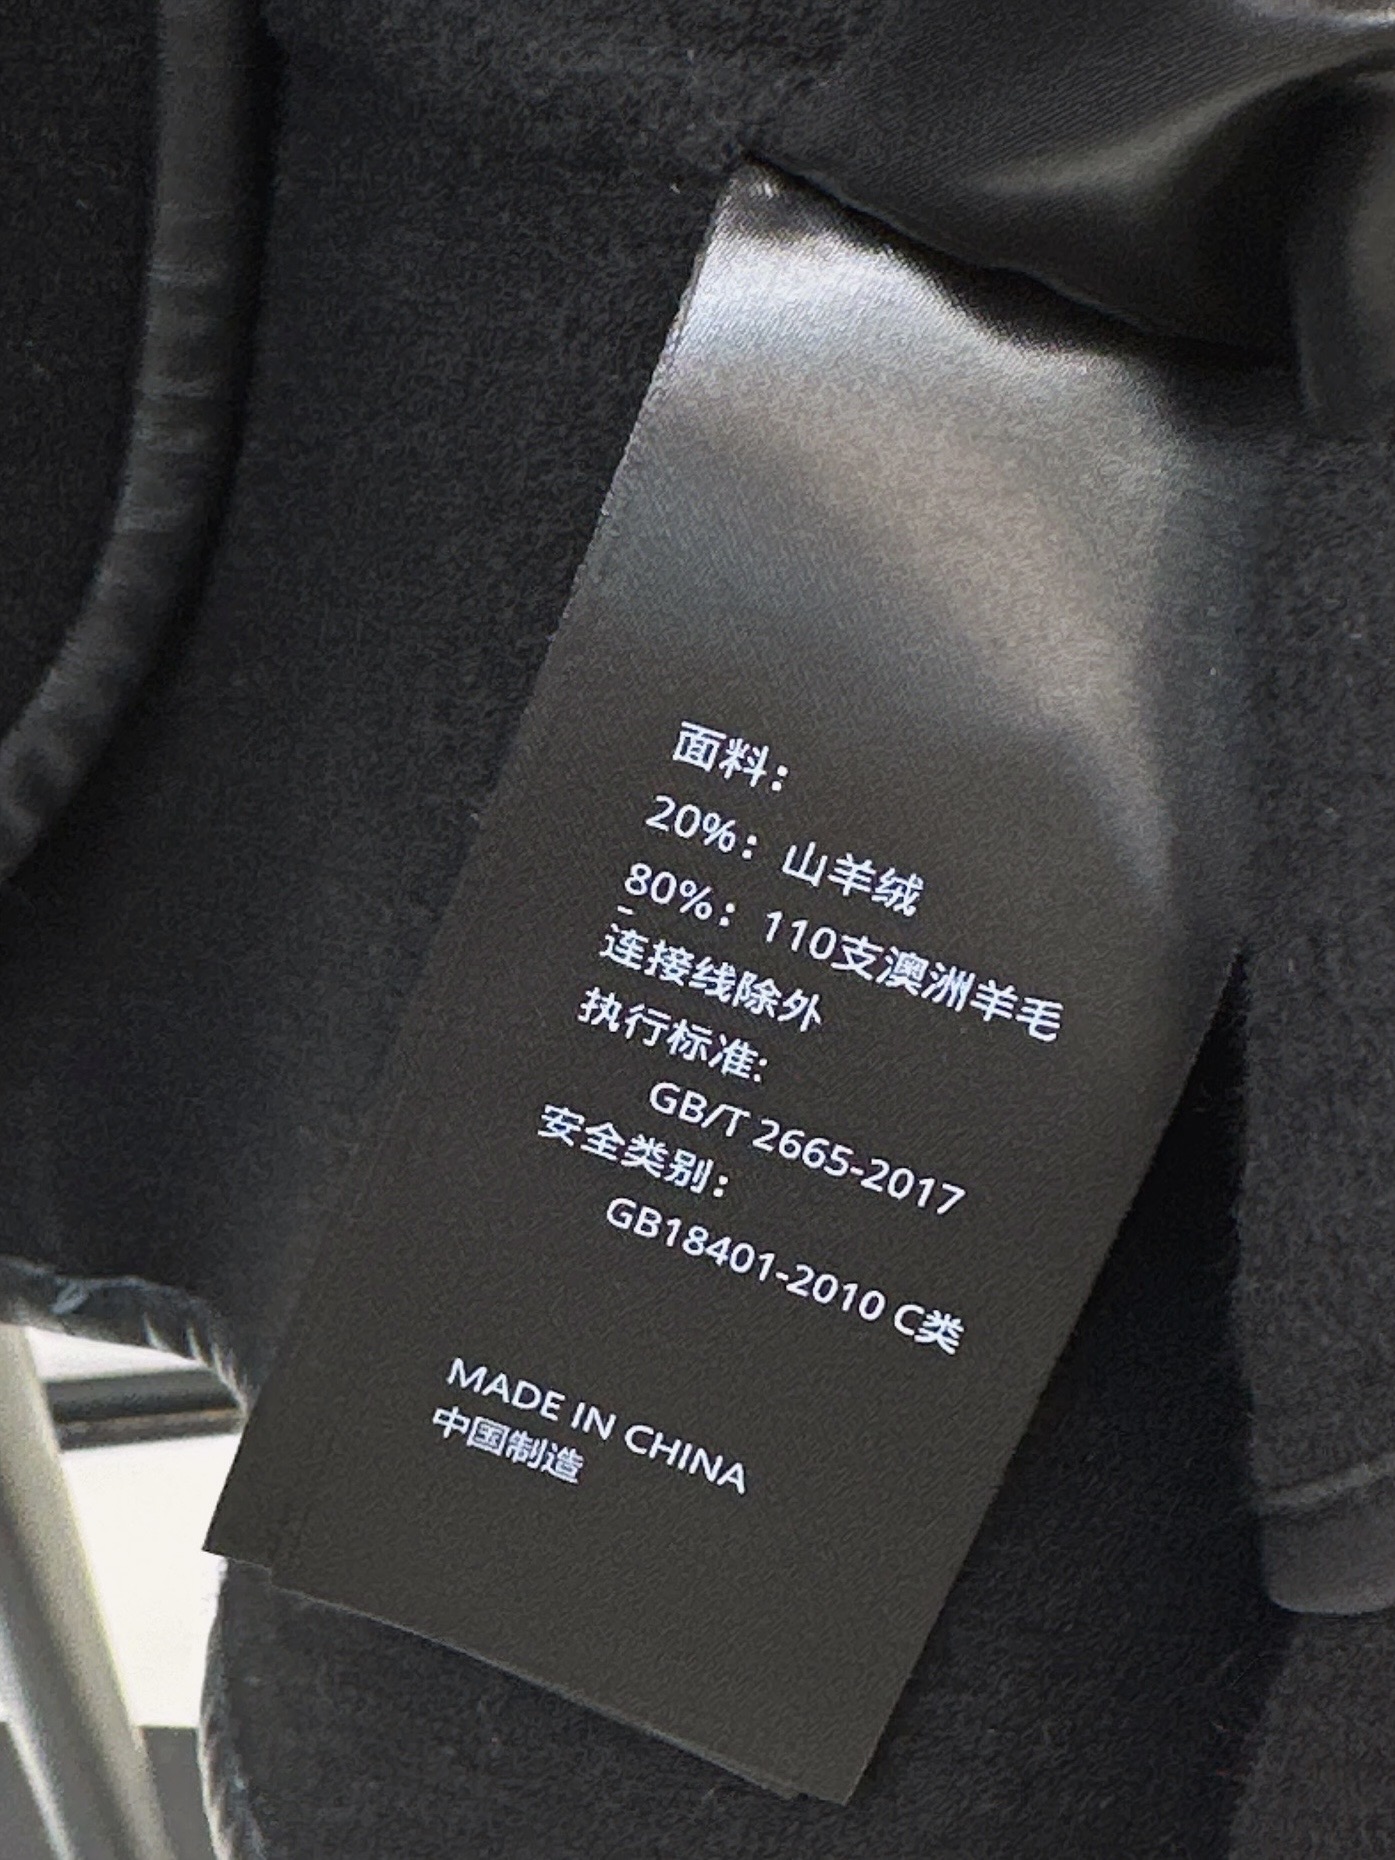 面料：
20%：山羊绒
80%：110支澳洲羊毛
连接线除外
执行标准:
GB/T 2665-2017
安全类别：
GB18401-2010 C类
MADE IN CHINA
中国制造